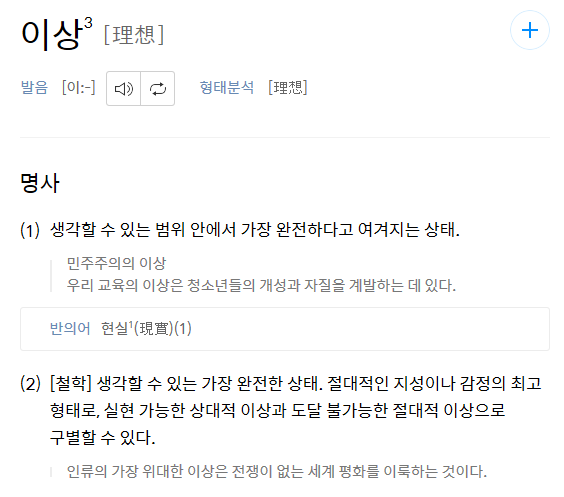 이상3 [理想]
발음 [이:-] 형태분석 [理想]
명사
(1) 생각할 수 있는 범위 안에서 가장 완전하다고 여겨지는 상태.
민주주의의 이상
우리 교육의 이상은 청소년들의 개성과 자질을 계발하는 데 있다.
반의어 현실1(現實)(1)
(2) [철학] 생각할 수 있는 가장 완전한 상태. 절대적인 지성이나 감정의 최고
형태로, 실현 가능한 상대적 이상과 도달 불가능한 절대적 이상으로
구별할 수 있다.
인류의 가장 위대한 이상은 전쟁이 없는 세계 평화를 이룩하는 것이다.